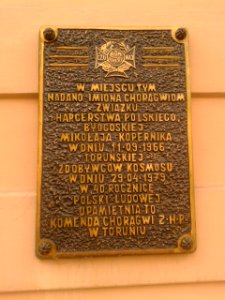 W MIEJSCU TYM
NADANO IMIONA CHORĄGWIOM
ZWIĄZKU
HARCERSTWA POLSKIEGO,
BYDGOSKIEJ
MIKOŁAJA KOPERNIKA
W DNIU 11-09-1966
TORUŃSKIEJ
ZDOBYWCÓW KOSMOSU
W DNIU 29-04-1979
W 40 ROCZNICĘ
POLSKI LUDOWEJ
UPAMIĘTNIA TO
KOMENDA CHORĄGWI Z·H·P·
W TORUNIU